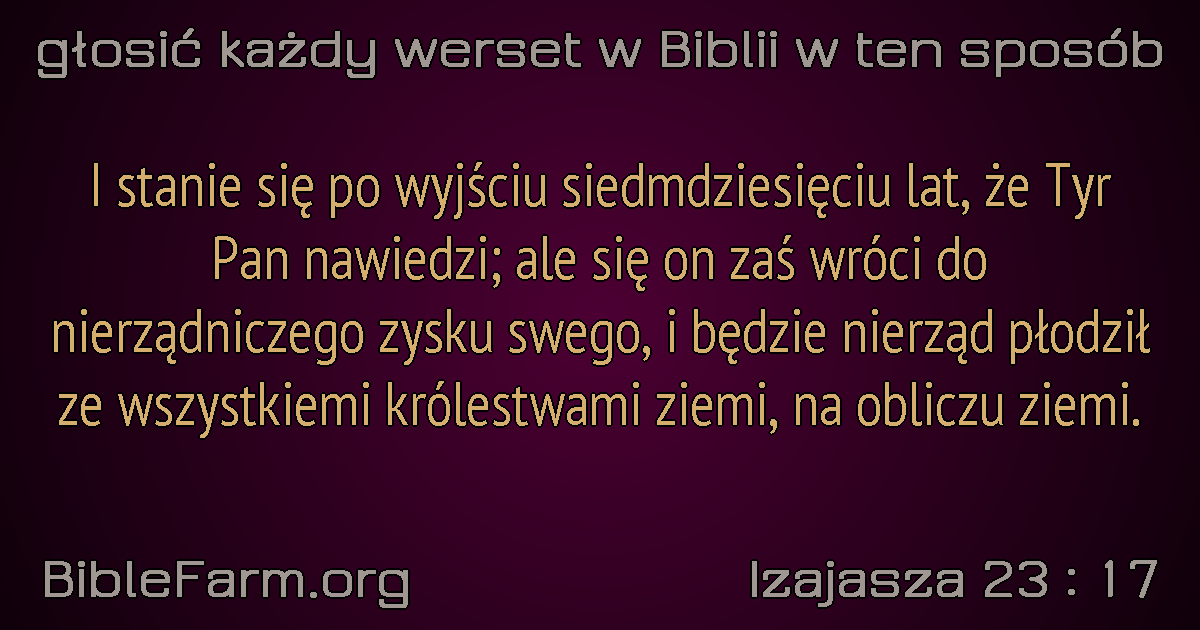 głosić każdy werset w Biblii w ten sposób
I stanie się po wyjściu siedmdziesięciu lat, że Tyr
Pan nawiedzi; ale się on zaś wróci do
nierządniczego zysku swego, i będzie nierząd płodził
ze wszystkiemi królestwami ziemi, na obliczu ziemi.
BibleFarm.org
Izajasza 23 : 17